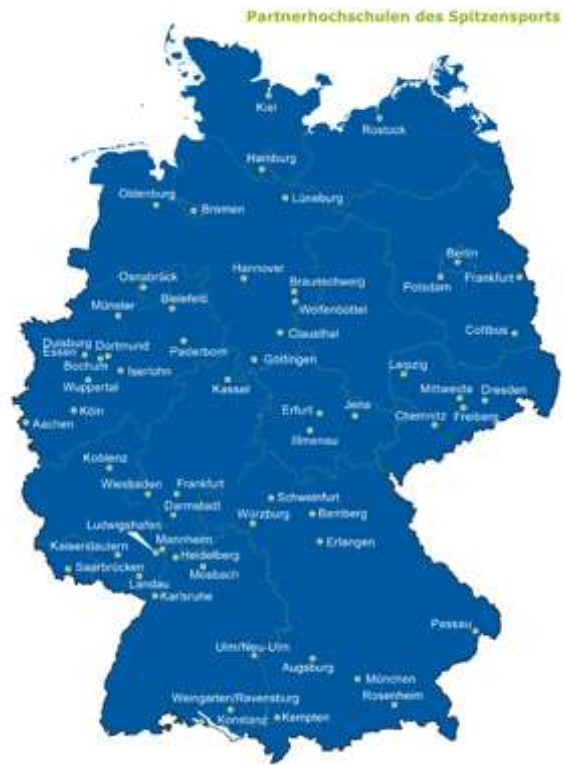 Partnerhochschulen des Spitzensports
Kiel
Rostock
Hamburg
Lüneburg
Oldenburg
Bremen
Berlin
Hannover
Braunschweig
Potsdam
Frankfurt
Osnabrück
Bielefeld
Wolfenbüttel
Münster
Clausthal
Cottbus
Duisburg
Dortmund
Paderborn
Essen
Göttingen
Bochum
Iserlohn
Leipzig
Wuppertal
Kassel
Mittweida
Dresden
Köln
Erfurt
Jena
Freiberg
Aachen
Chemnitz
Ilmenau
Koblenz
Wiesbaden
Frankfurt
Schweinfurt
Darmstadt
Würzburg
Bamberg
Ludwigshafen
Mannheim
Erlangen
Kaiserslautern
Heidelberg
Saarbrücken
Mosbach
Landau
Karlsruhe
Passau
Ulm/Neu-Ulm
Augsburg
München
Weingarten/Ravensburg
Rosenheim
Konstanz
Kempten